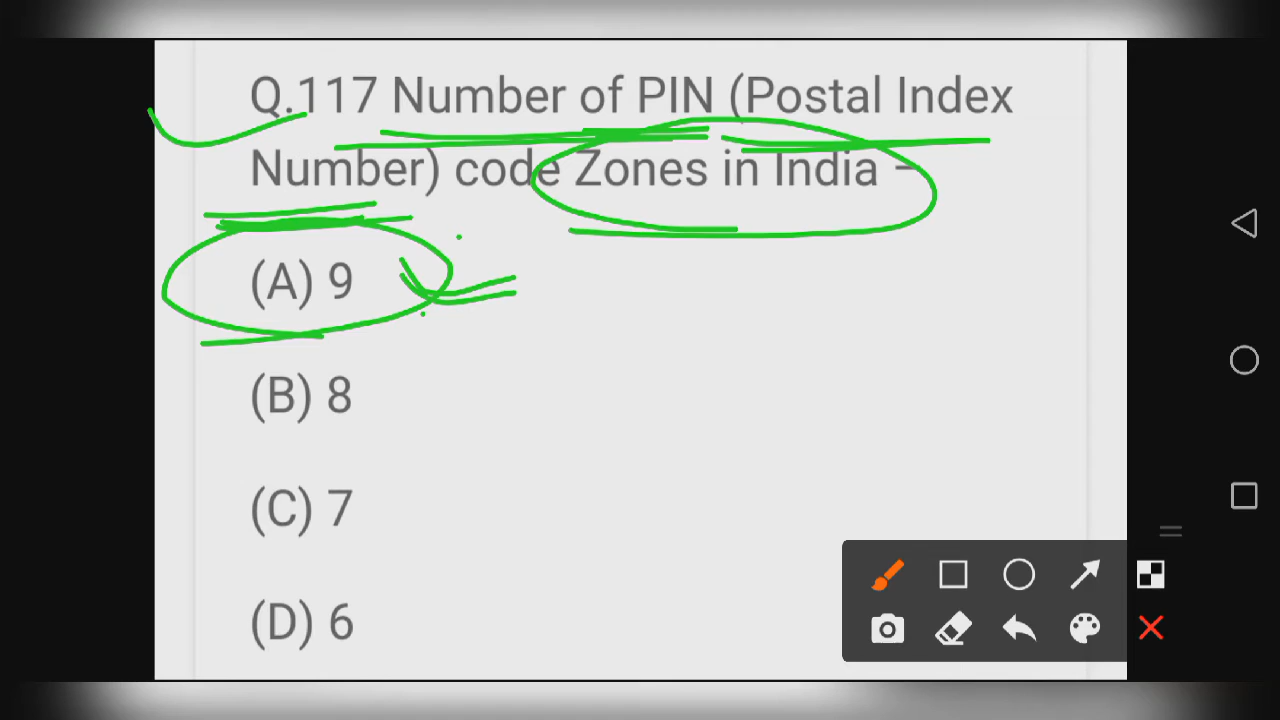 Q.117 Number of PIN (Postal Index
Number) code Zones in India –
(A) 9
(B) 8
(C) 7
(D) 6